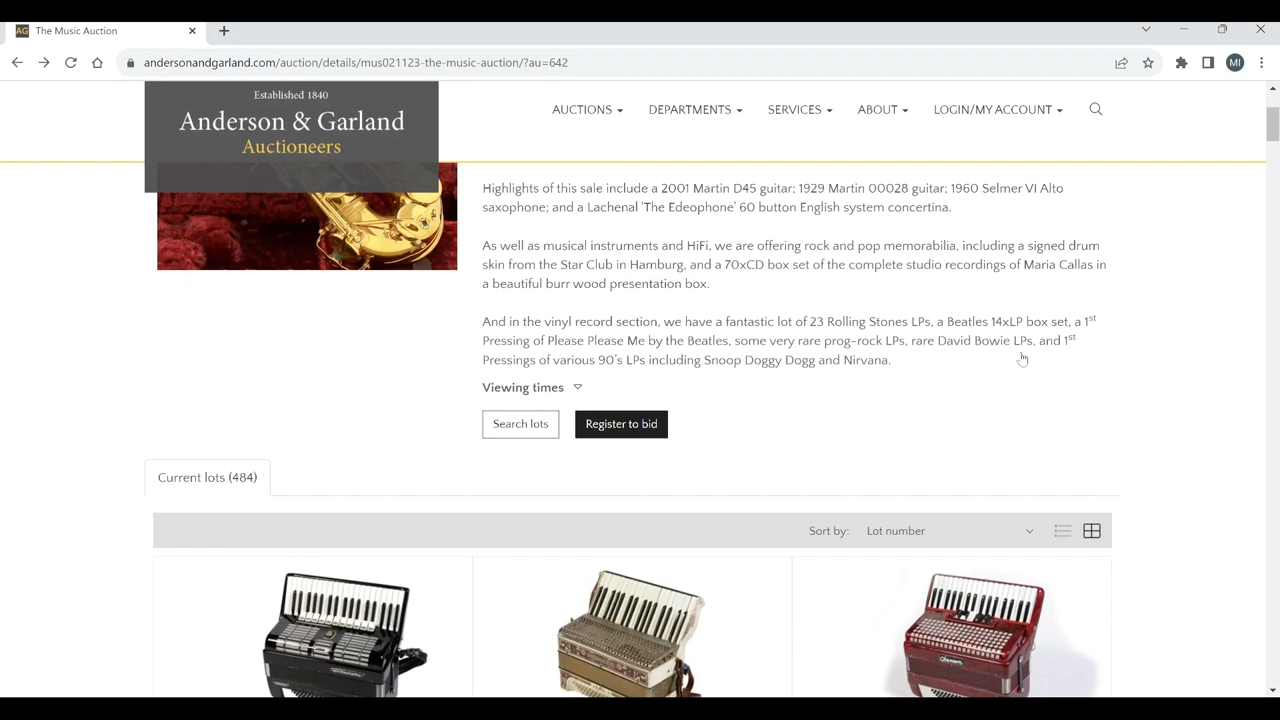 The Music Auction
andersonandgarland.com/auction/details/mus021123-the-music-auction/?au=642
MI
Established 1840
Anderson & Garland
Auctioneers
AUCTIONS
DEPARTMENTS
SERVICES
ABOUT
LOGIN/MY ACCOUNT
Highlights of this sale include a 2001 Martin D45 guitar; 1929 Martin 00028 guitar; 1960 Selmer VI Alto
saxophone; and a Lachenal 'The Edeophone' 60 button English system concertina.
As well as musical instruments and HiFi, we are offering rock and pop memorabilia, including a signed drum
skin from the Star Club in Hamburg, and a 70xCD box set of the complete studio recordings of Maria Callas in
a beautiful burr wood presentation box.
And in the vinyl record section, we have a fantastic lot of 23 Rolling Stones LPs, a Beatles 14xLP box set, a 1st
Pressing of Please Please Me by the Beatles, some very rare prog-rock LPs, rare David Bowie LPs, and 1st
Pressings of various 90's LPs including Snoop Doggy Dogg and Nirvana.
Viewing times
Search lots
Register to bid
Current lots (484)
Sort by: Lot number